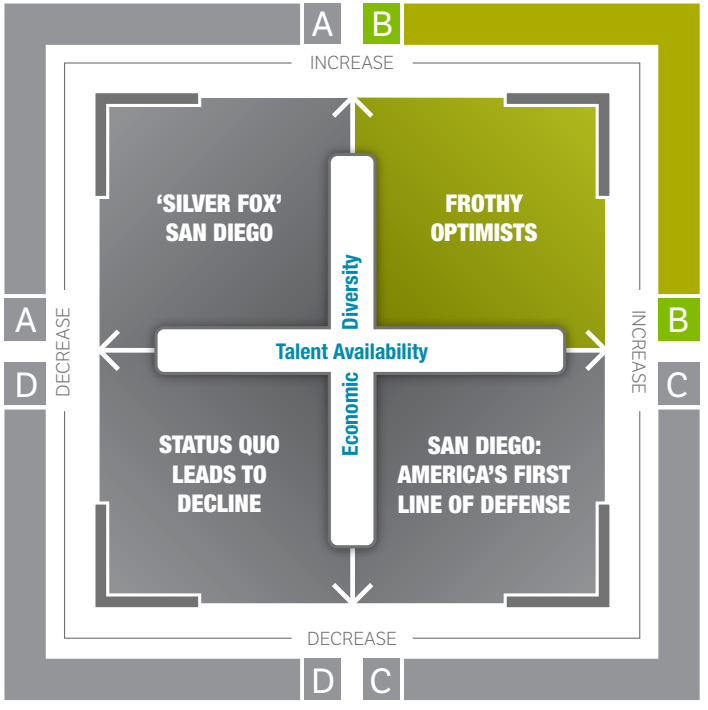 A
B
INCREASE
‘SILVER FOX’
SAN DIEGO
FROTHY
OPTIMISTS
A
DECREASE
D
Economic Diversity
Talent Availability
INCREASE
B
C
STATUS QUO
LEADS TO
DECLINE
SAN DIEGO:
AMERICA’S FIRST
LINE OF DEFENSE
DECREASE
D
C